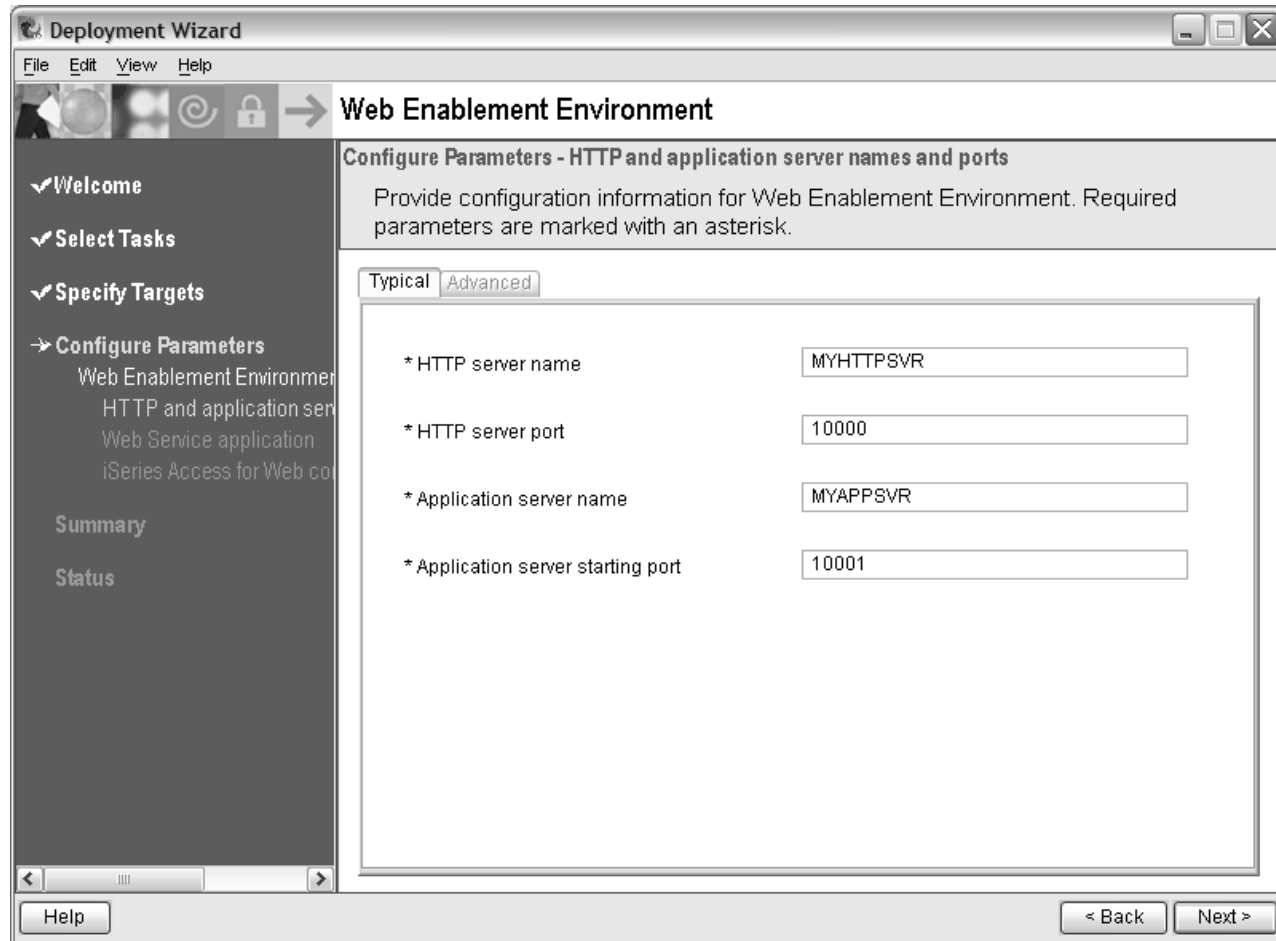 Deployment Wizard
File Edit View Help
Web Enablement Environment
Welcome
Select Tasks
Specify Targets
Configure Parameters
Web Enablement Environmen
HTTP and application serv
Web Service application
iSeries Access for Web co
Summary
Status
Configure Parameters - HTTP and application server names and ports
Provide configuration information for Web Enablement Environment. Required
parameters are marked with an asterisk.
Typical Advanced
* HTTP server name MYHTTPSVR
* HTTP server port 10000
* Application server name MYAPPSVR
* Application server starting port 10001
Help < Back Next >